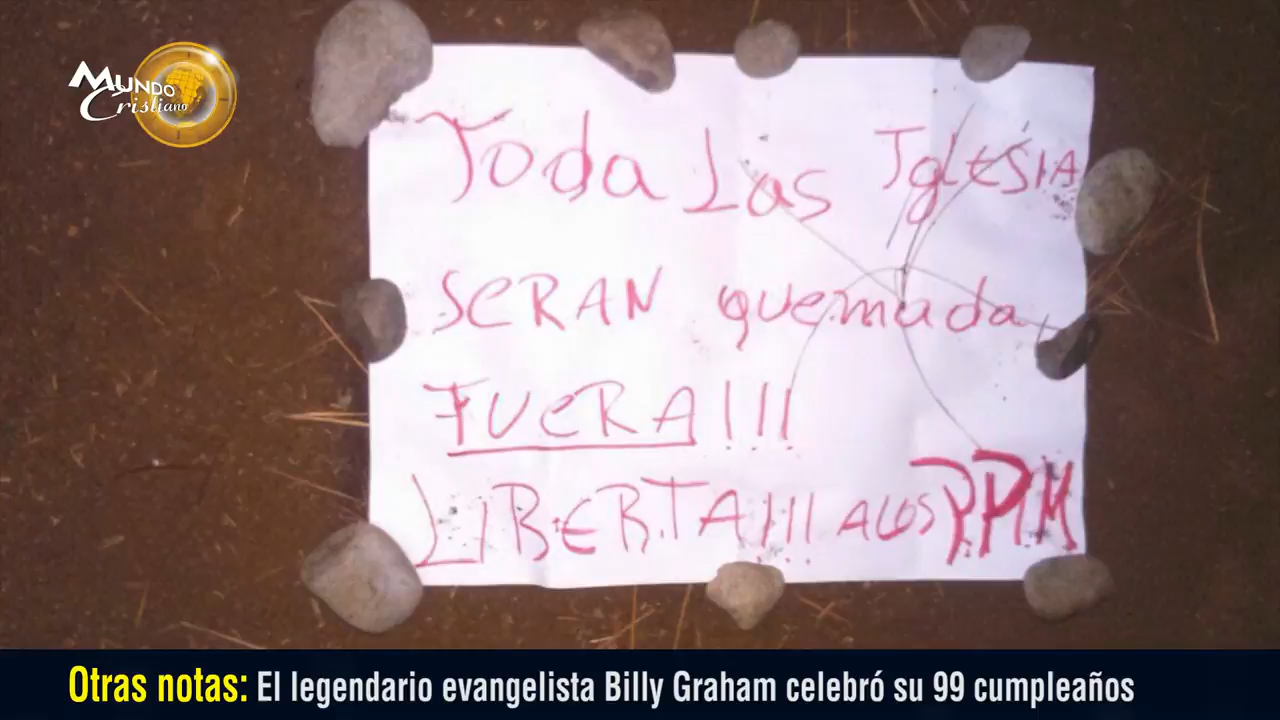 MUNDO
Cristiano
Toda Las IglesIA
SERAN quemada
FUERA!!!
LIBERTA!!! ALOS PPM
Otras notas: El legendario evangelista Billy Graham celebró su 99 cumpleaños